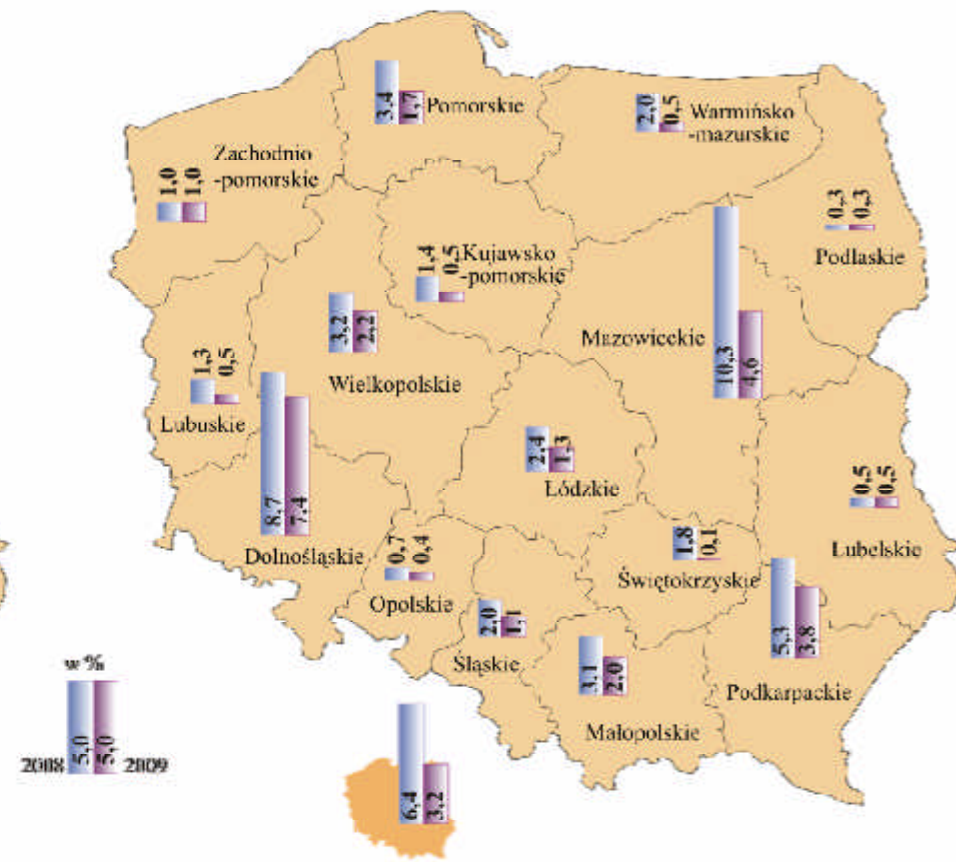 3,4
1,7
Pomorskie
2,0
0,5
Warmińsko
-mazurskie
Zachodnio
-pomorskie
1,0
1,0
0,3
0,3
Podlaskie
1,4
0,5
Kujawsko
-pomorskie
3,2
2,2
Wielkopolskie
Mazowieckie
10,3
4,6
1,3
0,5
Lubuskie
2,4
1,3
Łódzkie
8,7
7,4
Dolnośląskie
0,5
0,5
Lubelskie
0,7
0,4
Opolskie
1,8
0,1
Świętokrzyskie
2,0
1,1
Śląskie
5,3
3,8
Podkarpackie
3,1
2,0
Małopolskie
w %
2008 5,0 5,0 2009
6,4
3,2